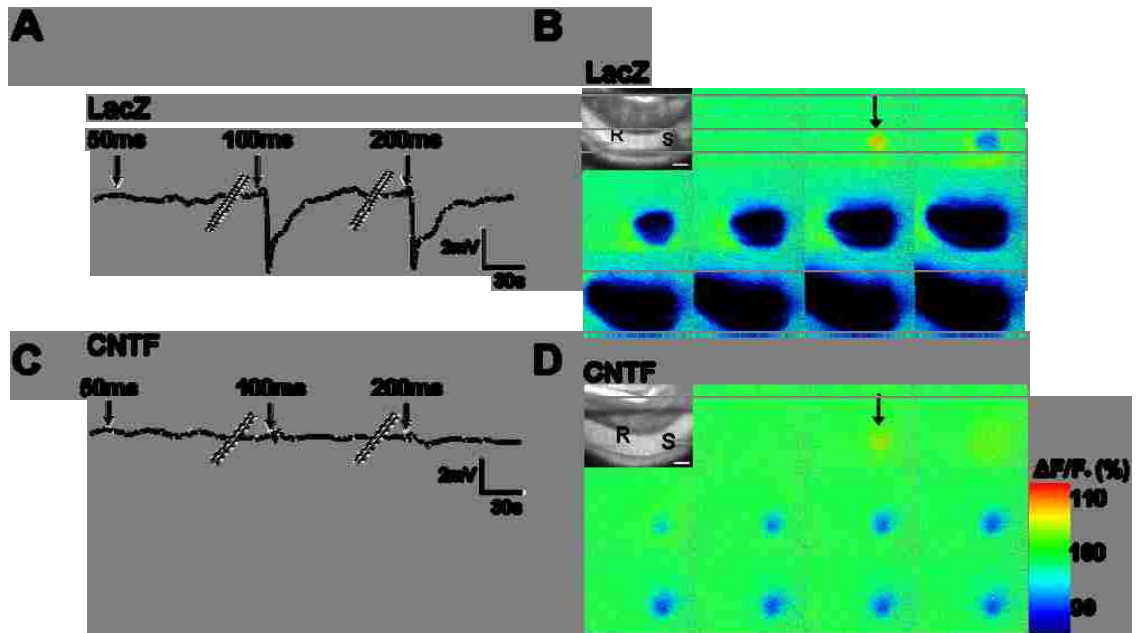 A
B
LacZ
LacZ
50ms 100ms 200ms
R S
2mV
30s
C
CNTF
D
CNTF
50ms 100ms 200ms
R S
2mV
30s
ΔF/F₀ (%)
110
100
90